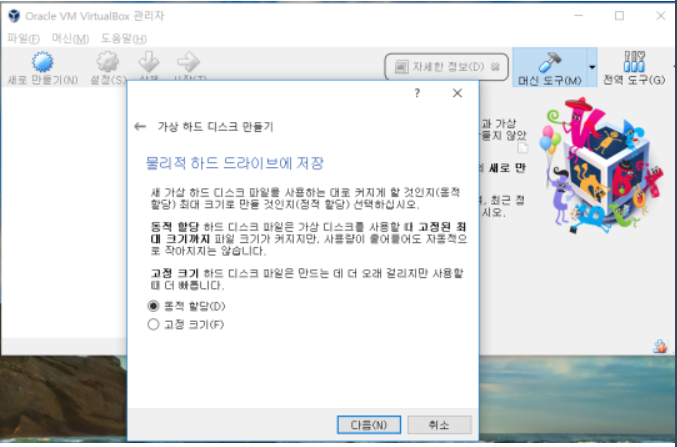 Oracle VM VirtualBox 관리자
파일(F) 머신(M) 도움말(H)
새로 만들기(N) 설정(S) 삭제 시작(T) 자세한 정보(D) 머신 도구(M) 전역 도구(G)
? ×
← 가상 하드 디스크 만들기
물리적 하드 드라이브에 저장
새 가상 하드 디스크 파일을 사용하는 대로 커지게 할 것인지(동적
할당) 최대 크기로 만들 것인지(정적 할당) 선택하십시오.
동적 할당 하드 디스크 파일은 가상 디스크를 사용할 때 고정된 최
대 크기까지 파일 크기가 커지지만, 사용량이 줄어들어도 자동적으
로 작아지지는 않습니다.
고정 크기 하드 디스크 파일은 만드는 데 더 오래 걸리지만 사용할
때 더 빠릅니다.
동적 할당(D)
고정 크기(F)
다음(N) 취소
과 가상
들지 않았
새로 만
, 최근 정
시오.